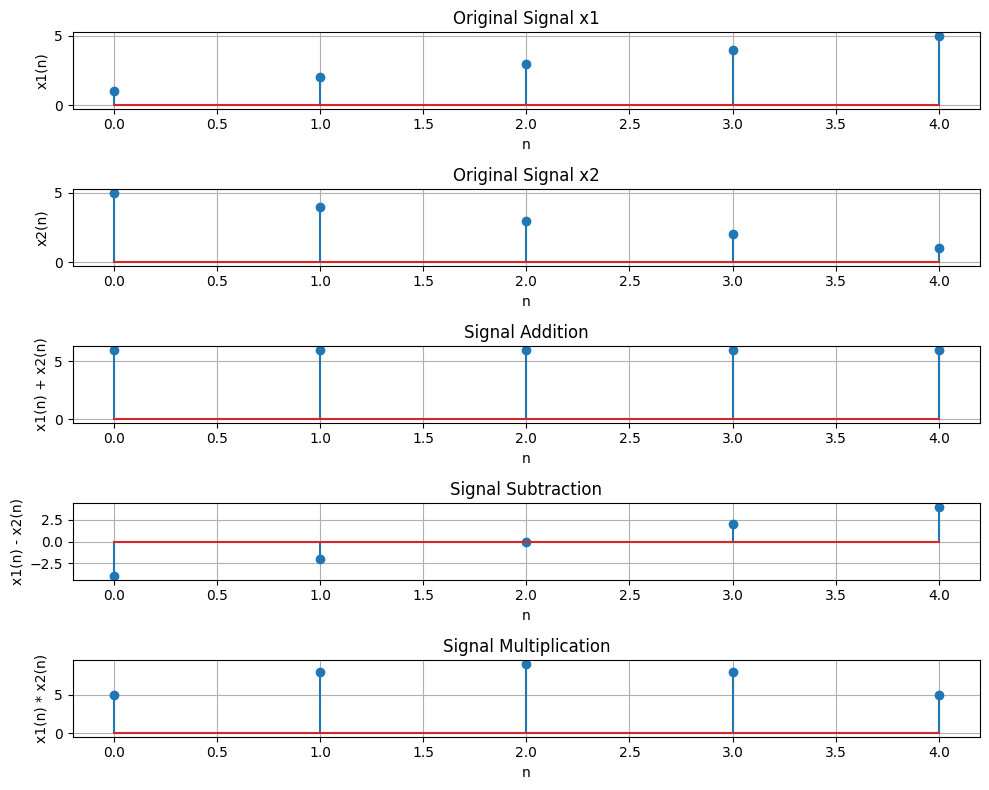 Original Signal x1
x1(n)
5
0
0.0 0.5 1.0 1.5 2.0 2.5 3.0 3.5 4.0
n
Original Signal x2
x2(n)
5
0
0.0 0.5 1.0 1.5 2.0 2.5 3.0 3.5 4.0
n
Signal Addition
x1(n) + x2(n)
5
0
0.0 0.5 1.0 1.5 2.0 2.5 3.0 3.5 4.0
n
Signal Subtraction
x1(n) - x2(n)
2.5
0.0
−2.5
0.0 0.5 1.0 1.5 2.0 2.5 3.0 3.5 4.0
n
Signal Multiplication
x1(n) * x2(n)
5
0
0.0 0.5 1.0 1.5 2.0 2.5 3.0 3.5 4.0
n